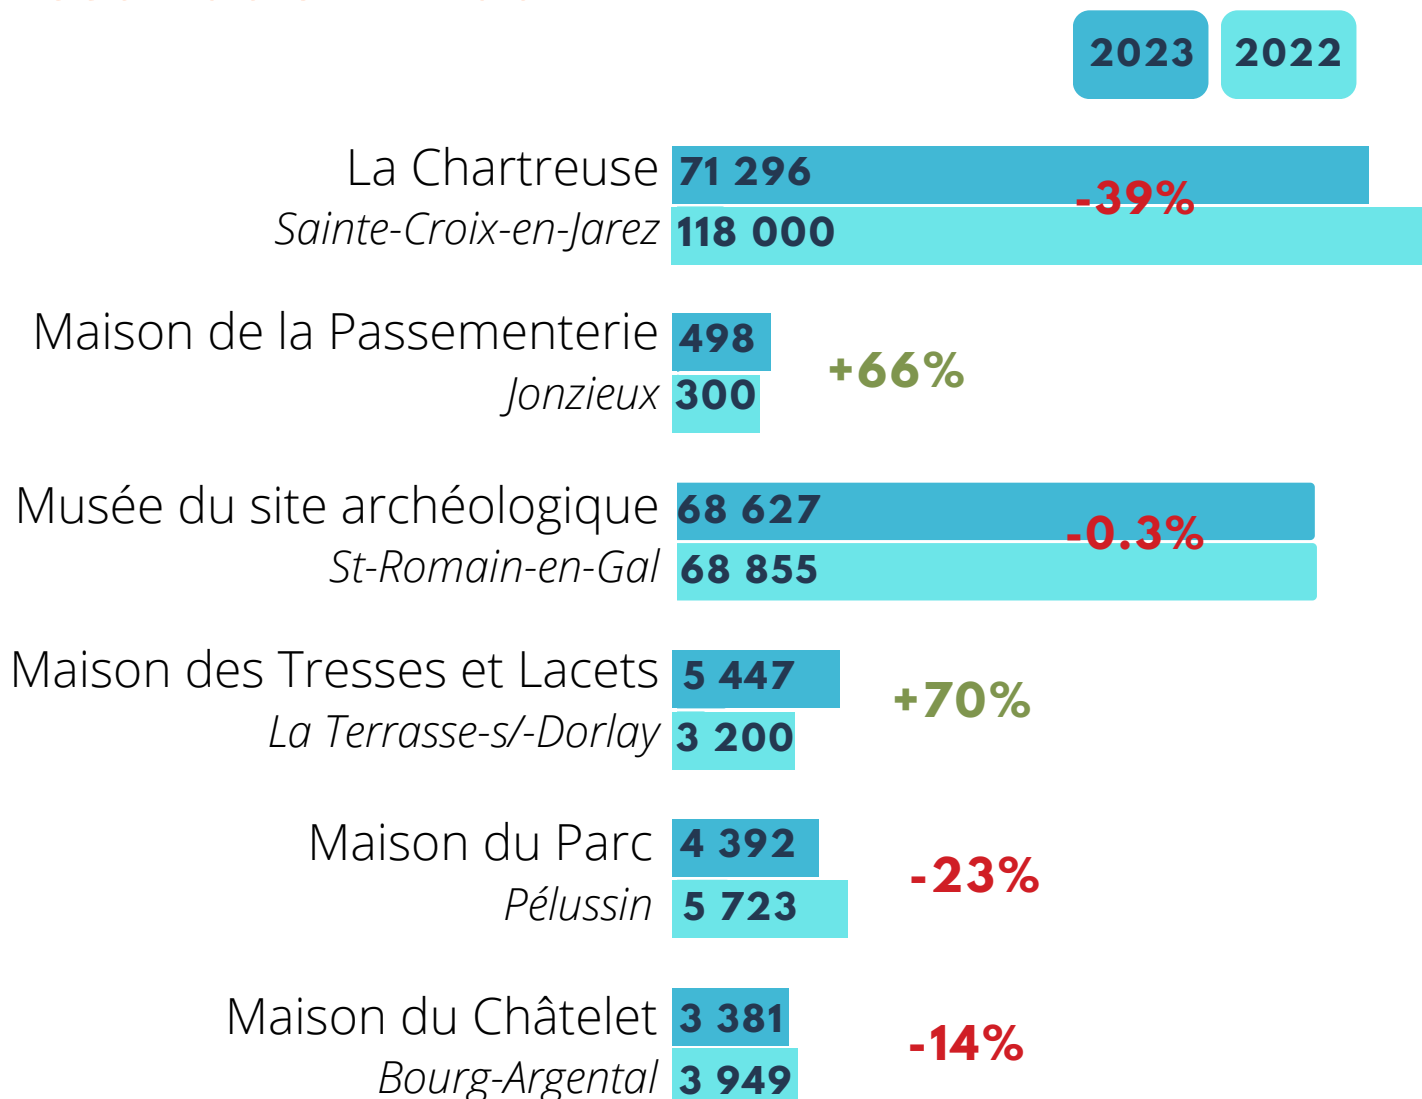 2023 2022
La Chartreuse 71 296
-39%
Sainte-Croix-en-Jarez 118 000
Maison de la Passementerie 498
+66%
Jonzieux 300
Musée du site archéologique 68 627
-0.3%
St-Romain-en-Gal 68 855
Maison des Tresses et Lacets 5 447
+70%
La Terrasse-s/-Dorlay 3 200
Maison du Parc 4 392
-23%
Pélussin 5 723
Maison du Châtelet 3 381
-14%
Bourg-Argental 3 949